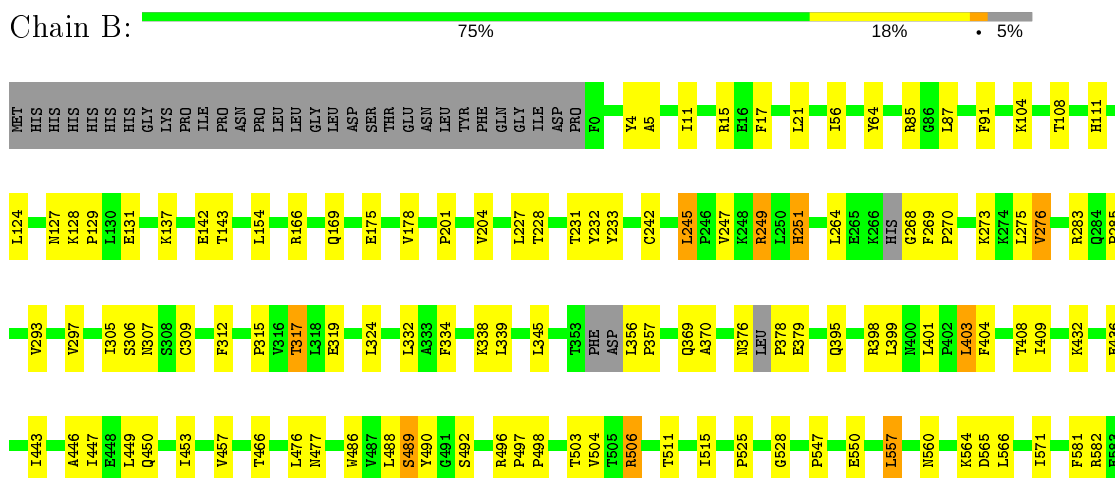 Chain B:
75% 18% • 5%
MET HIS HIS HIS HIS HIS HIS GLY LYS PRO ILE PRO ASN PRO LEU LEU GLY LEU ASP SER THR GLU ASN LEU TYR PHE GLN GLY ILE ASP PRO F0 Y4 A5 I11 R15 E16 F17 L21 I56 Y64 R85 G86 L87 F91 K104 T108 H111
L124 N127 K128 P129 L130 E131 K137 E142 T143 L154 R166 Q169 E175 V178 P201 V204 L227 T228 T231 Y232 Y233 C242 L245 P246 V247 K248 R249 L250 H251 L264 E265 K266 HIS G268 F269 P270 K273 K274 L275 V276 R283 Q284
V293 V297 I305 S306 N307 S308 C309 F312 P315 V316 T317 L318 E319 L324 L332 A333 F334 K338 L339 L345 T353 PHE ASP L356 P357 Q369 A370 N376 LEU P378 E379 Q395 R398 L399 N400 L401 P402 L403 F404 T408 I409 K432
I443 A446 I447 E448 L449 Q450 I453 V457 T466 L476 N477 W486 V487 L488 S489 Y490 G491 S492 R496 P497 P498 T503 V504 T505 R506 T511 I515 P525 G528 P547 E550 L557 N560 K564 D565 L566 I571 F581 R582